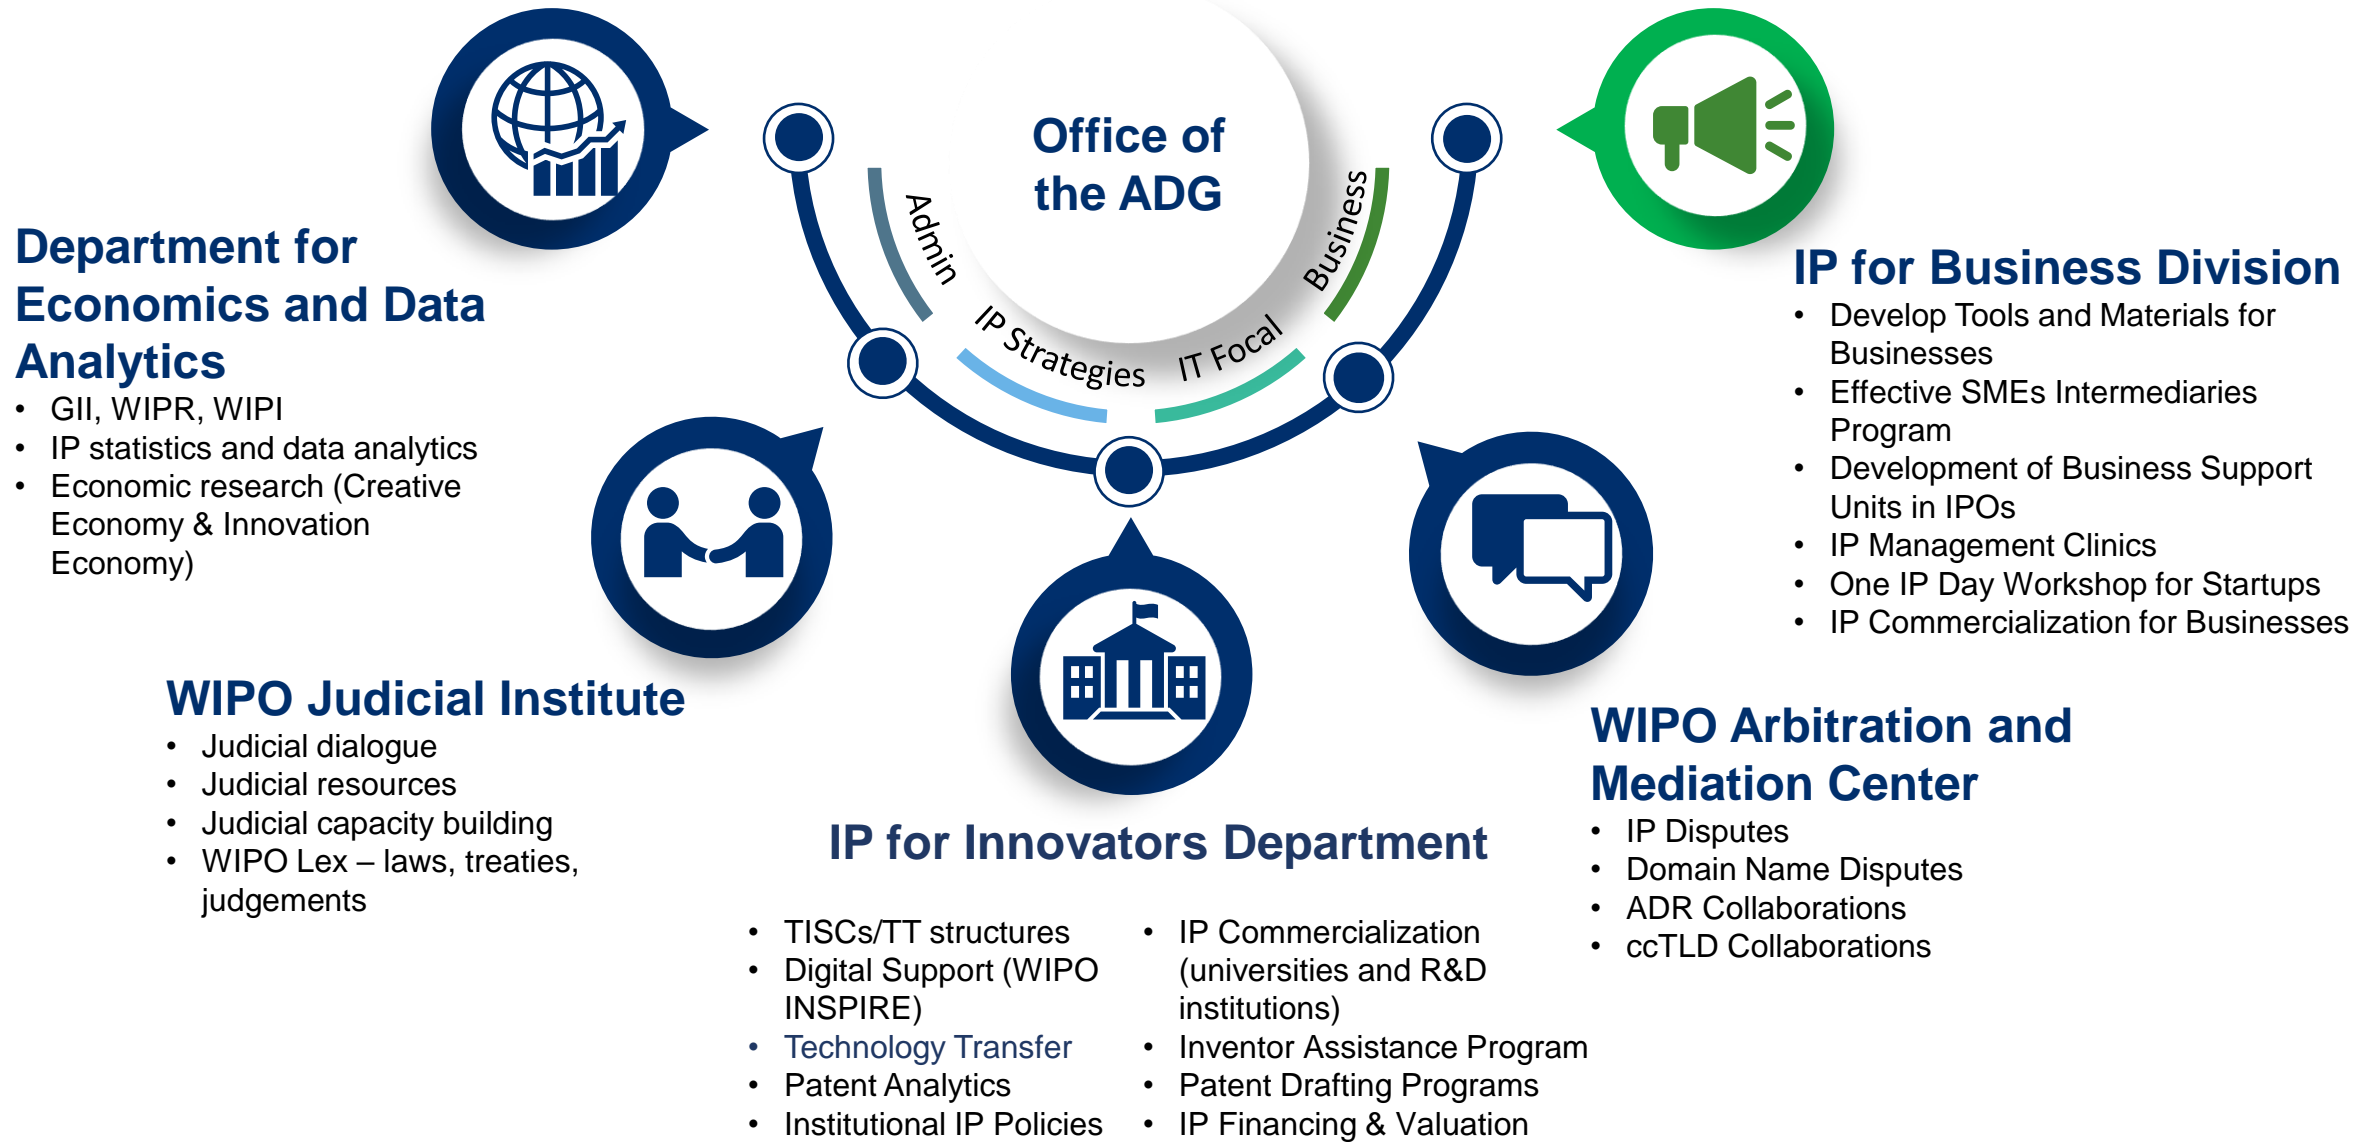 Office of
the ADG
Admin
IP Strategies
IT Focal
Business
Department for
Economics and Data
Analytics
• GII, WIPR, WIPI
• IP statistics and data analytics
• Economic research (Creative
Economy & Innovation
Economy)
WIPO Judicial Institute
• Judicial dialogue
• Judicial resources
• Judicial capacity building
• WIPO Lex – laws, treaties,
judgements
IP for Innovators Department
• TISCs/TT structures
• Digital Support (WIPO
INSPIRE)
• Technology Transfer
• Patent Analytics
• Institutional IP Policies
• IP Commercialization
(universities and R&D
institutions)
• Inventor Assistance Program
• Patent Drafting Programs
• IP Financing & Valuation
WIPO Arbitration and
Mediation Center
• IP Disputes
• Domain Name Disputes
• ADR Collaborations
• ccTLD Collaborations
IP for Business Division
• Develop Tools and Materials for
Businesses
• Effective SMEs Intermediaries
Program
• Development of Business Support
Units in IPOs
• IP Management Clinics
• One IP Day Workshop for Startups
• IP Commercialization for Businesses